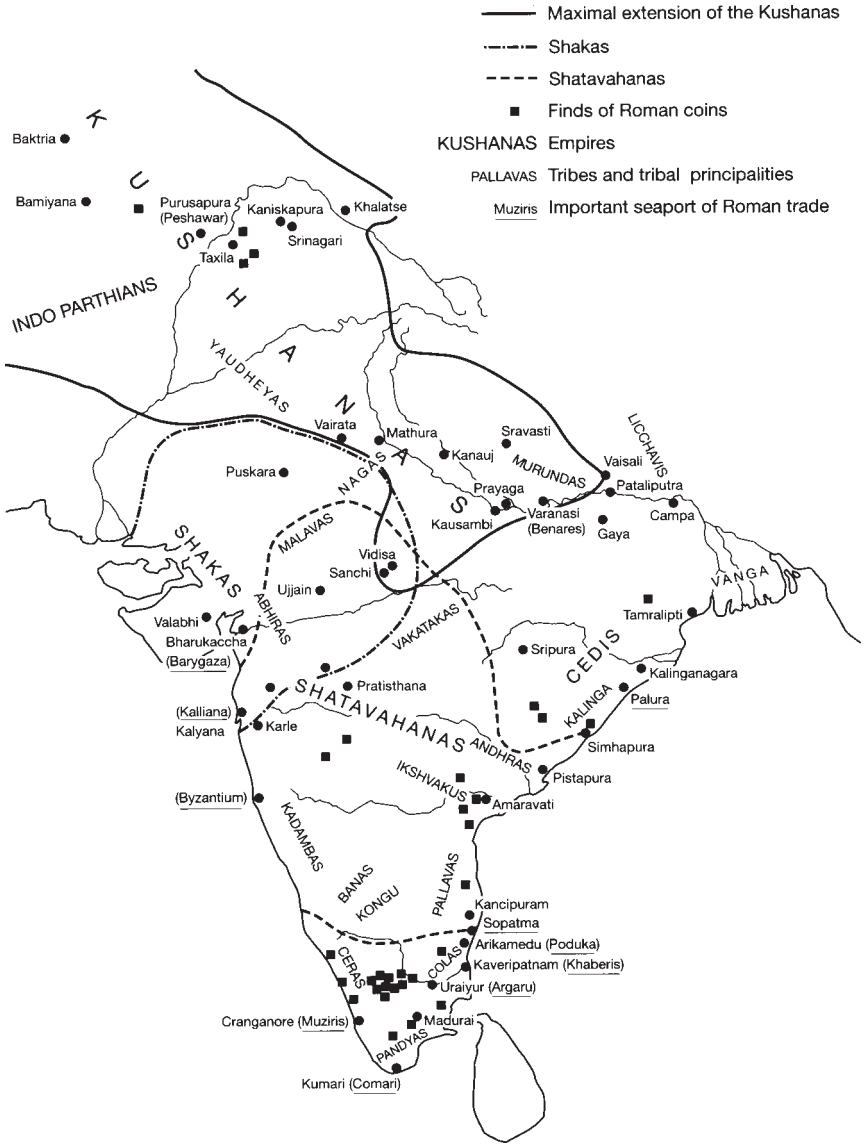 Maximal extension of the Kushanas
Shakas
Shatavahanas
Finds of Roman coins
KUSHANAS Empires
PALLAVAS Tribes and tribal principalities
Muziris Important seaport of Roman trade
KUSHANAS
Baktria
Bamiyana
Purusapura
(Peshawar)
Kaniskapura
Khalatse
Srinagari
Taxila
INDO PARTHIANS
YAUDHEYAS
Vairata
Mathura
Sravasti
LICCHAVIS
Kanauj
NAGAS
MURUNDAS
Vaisali
Puskara
Prayaga
Pataliputra
Kausambi
Varanasi
(Benares)
Campa
Gaya
SHAKAS
MALAVAS
Vidisa
Sanchi
VANGA
Ujjain
ABHIRAS
Valabhi
Tamralipti
Bharukaccha
(Barygaza)
VAKATAKAS
Sripura
CEDIS
Kalinganagara
Pratisthana
Palura
SHATAVAHANAS
KALINGA
(Kalliana)
Kalyana
Karle
Simhapura
ANDHRAS
IKSHVAKUS
Pistapura
(Byzantium)
Amaravati
KADAMBAS
BANAS
KONGU
PALLAVAS
Kancipuram
Sopatma
Arikamedu (Poduka)
CERAS
COLAS
Kaveripatnam (Khaberis)
Uraiyur (Argaru)
Cranganore (Muziris)
Madurai
PANDYAS
Kumari (Comari)